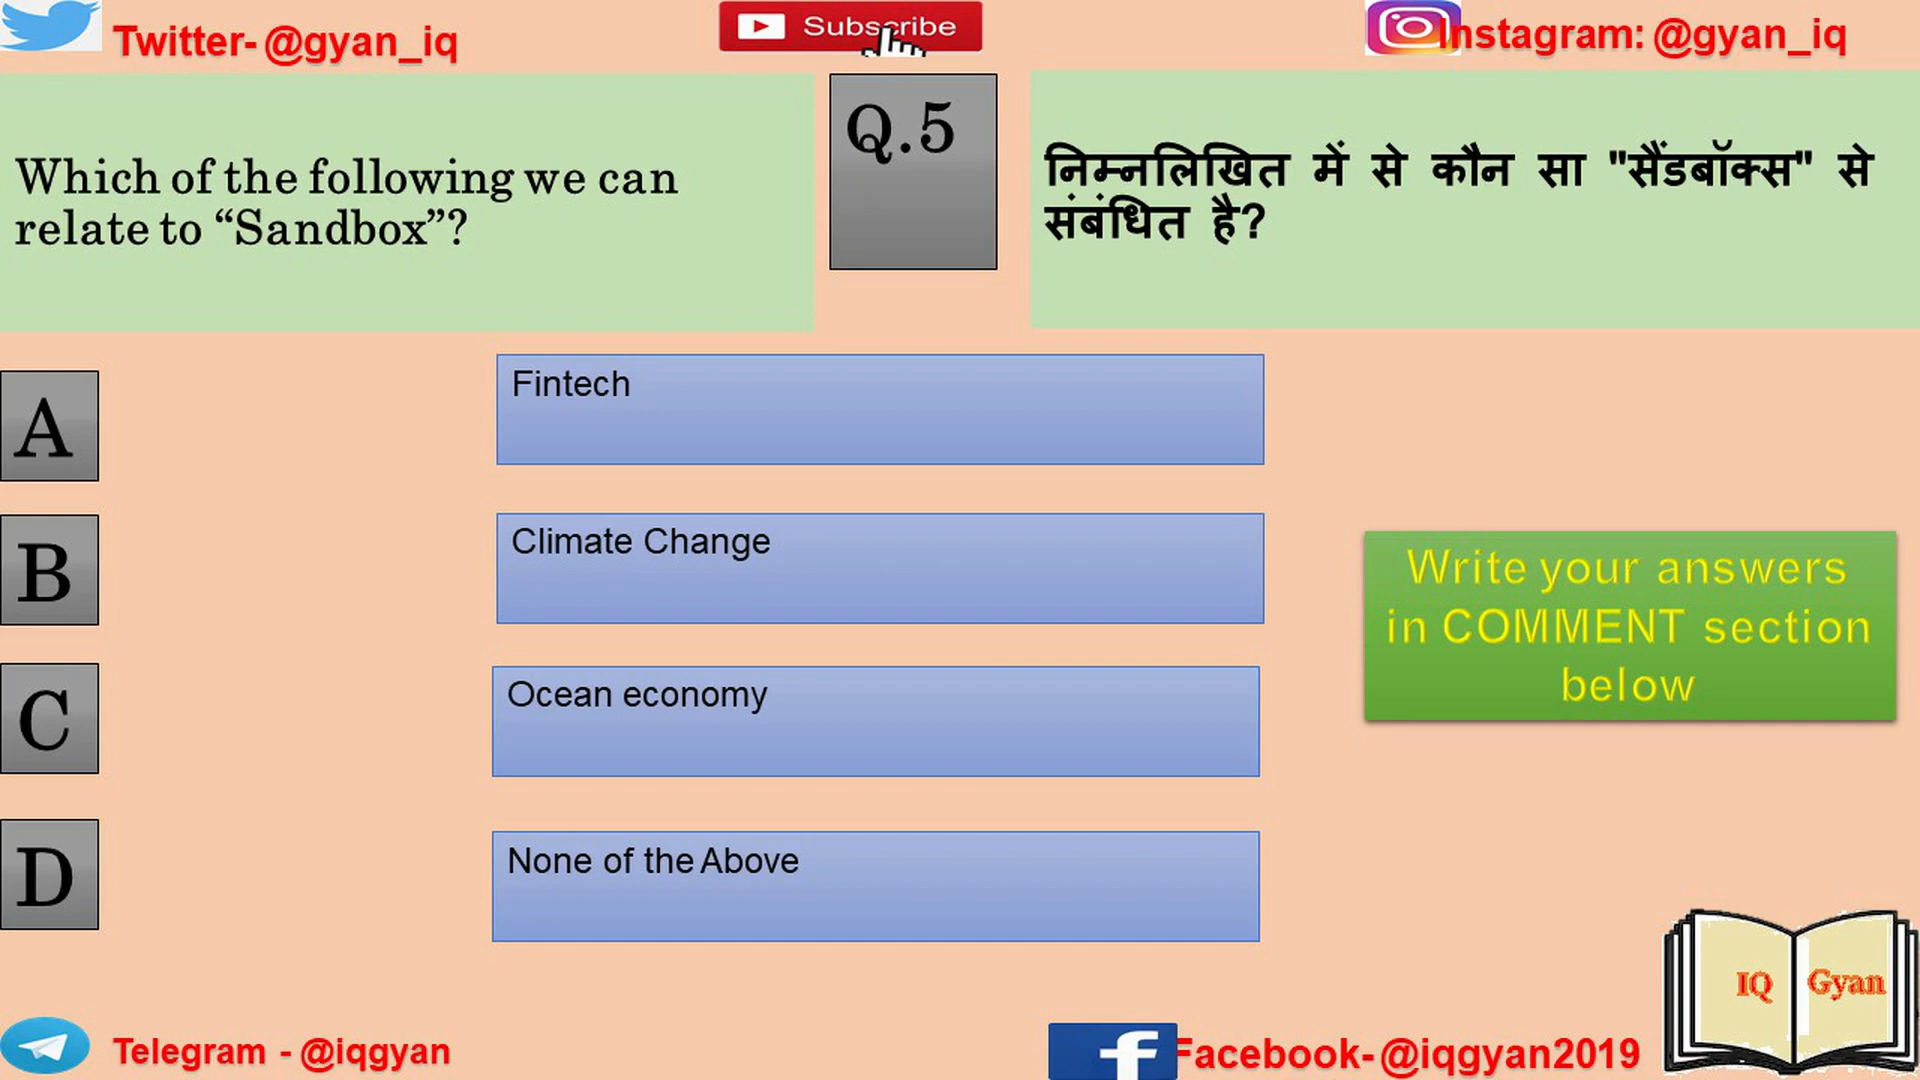 Twitter- @gyan_iq
Subscribe
Instagram: @gyan_iq
Which of the following we can
relate to “Sandbox”?
Q.5
निम्नलिखित में से कौन सा "सैंडबॉक्स" से
संबंधित है?
A
Fintech
B
Climate Change
C
Ocean economy
D
None of the Above
Write your answers
in COMMENT section
below
IQ Gyan
Telegram - @iqgyan
Facebook- @iqgyan2019